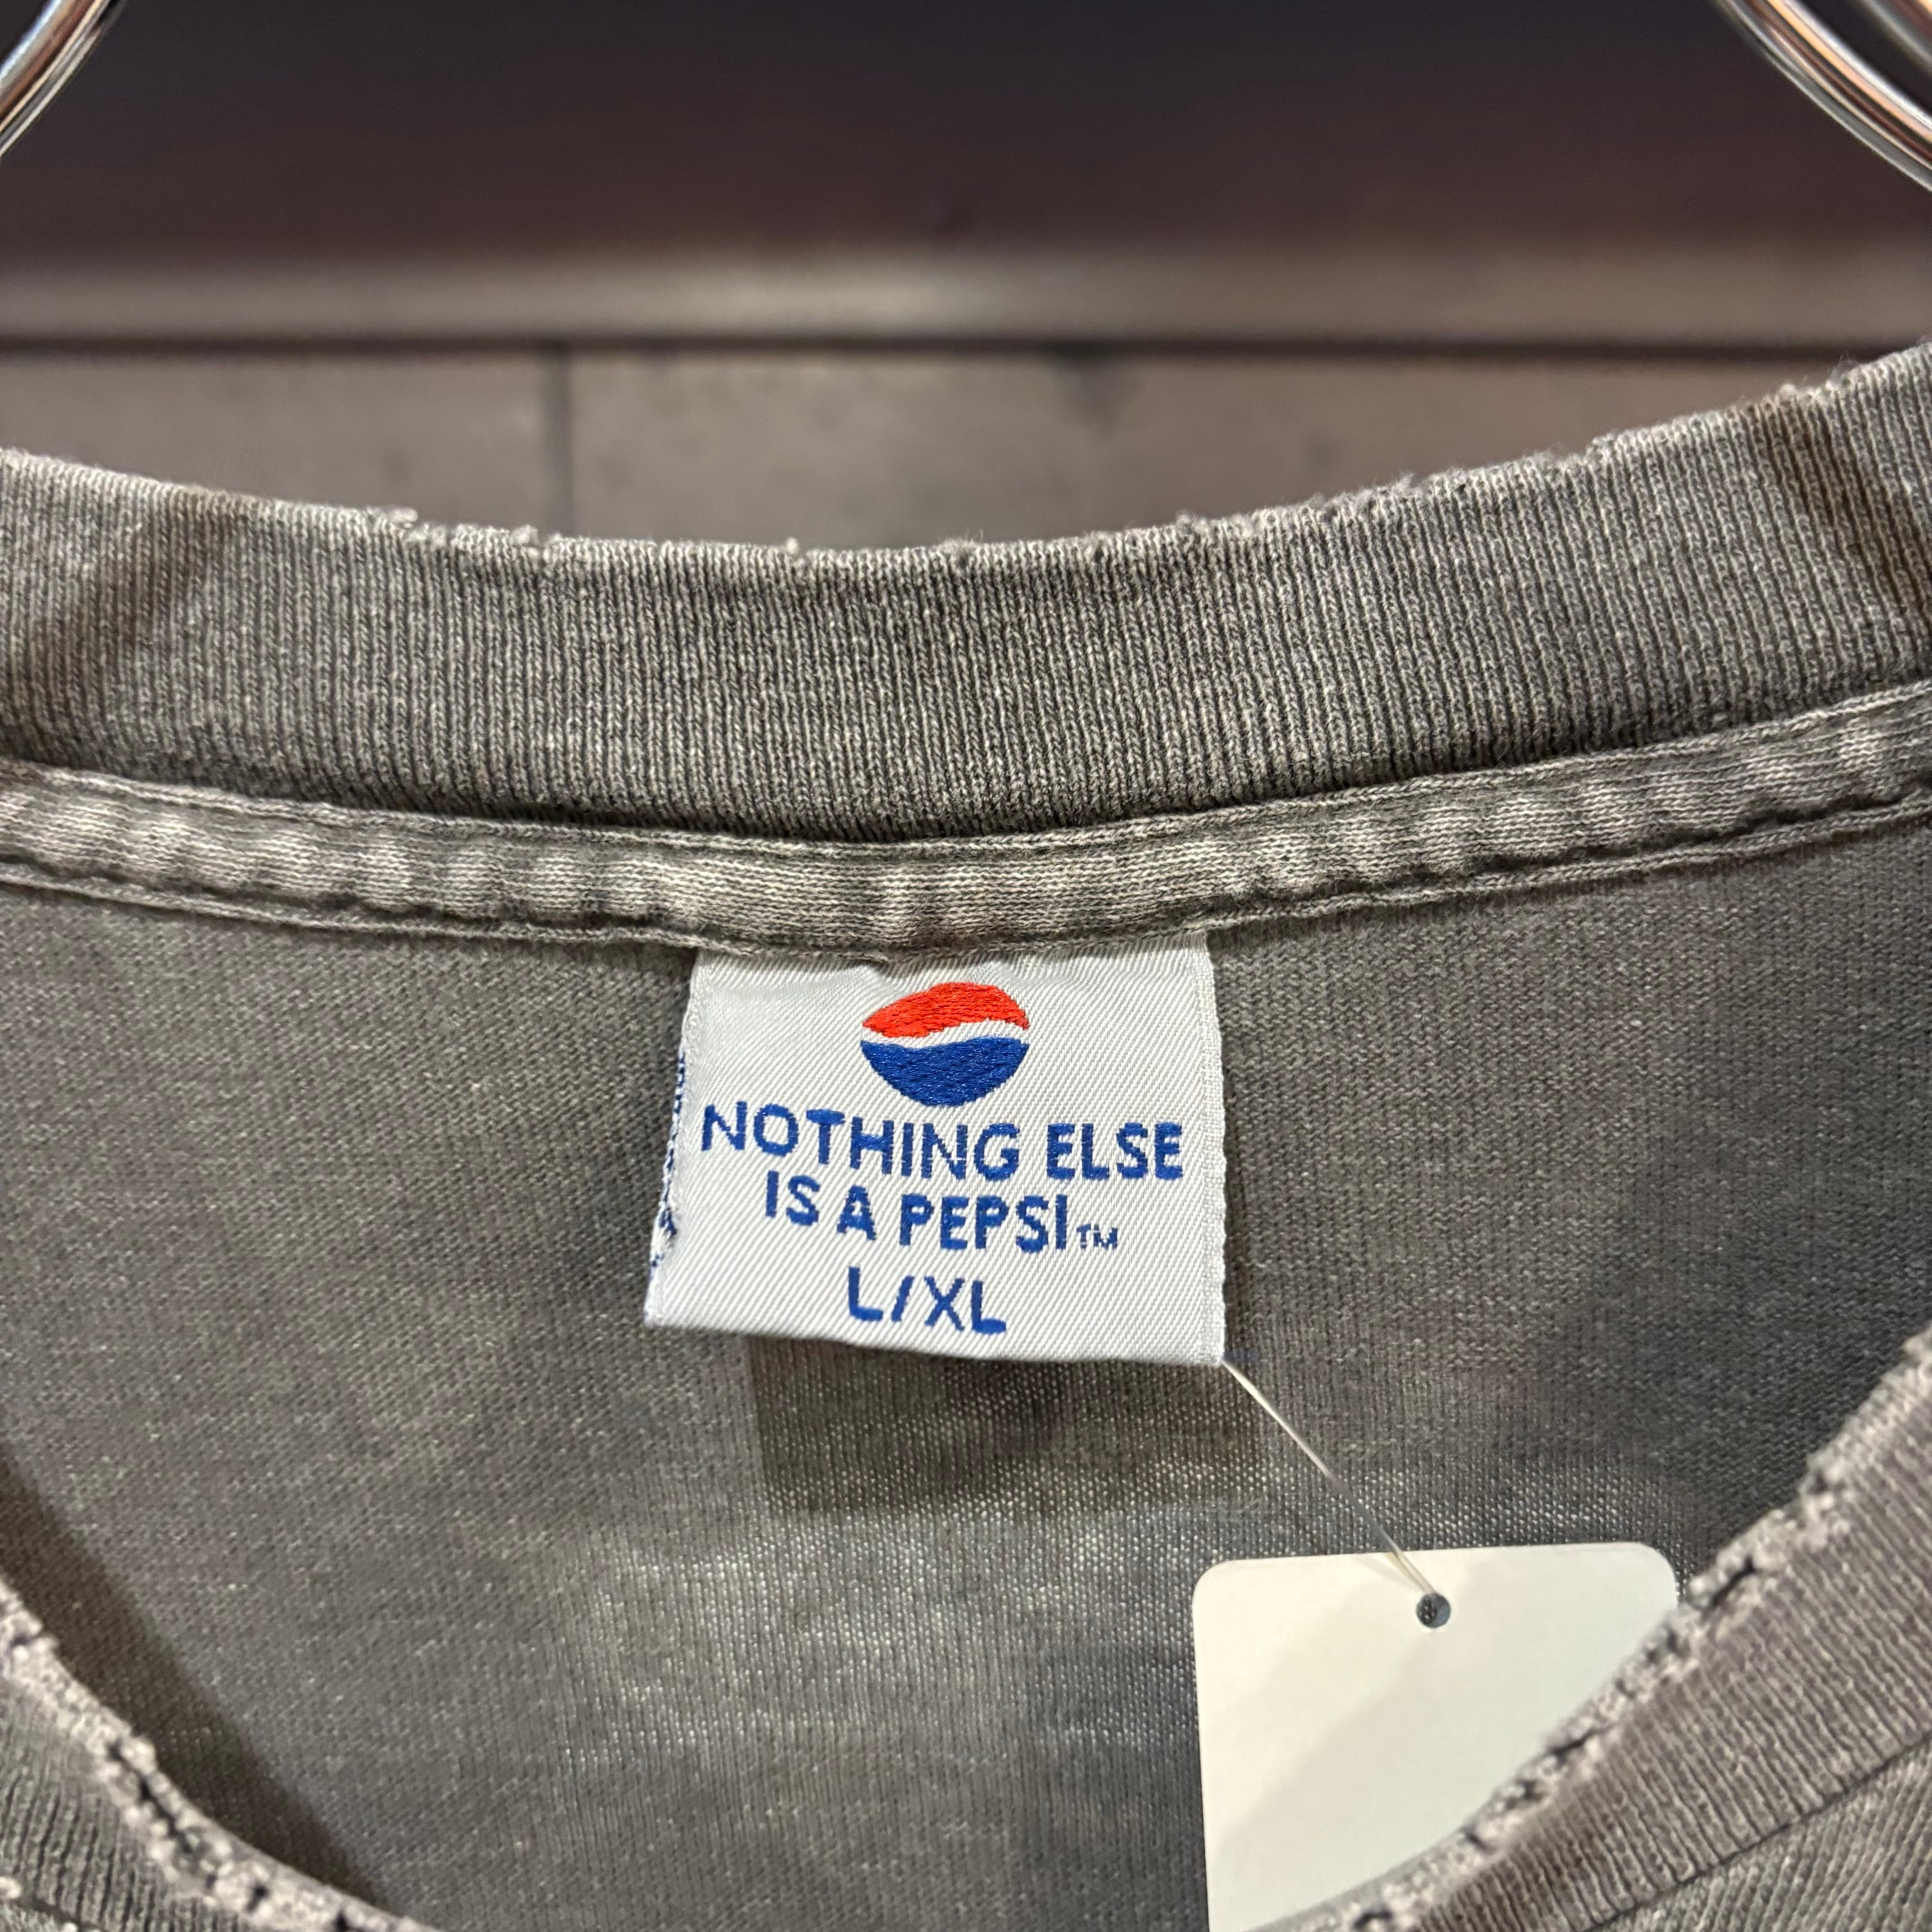 NOTHING ELSE
IS A PEPSI™
L/XL